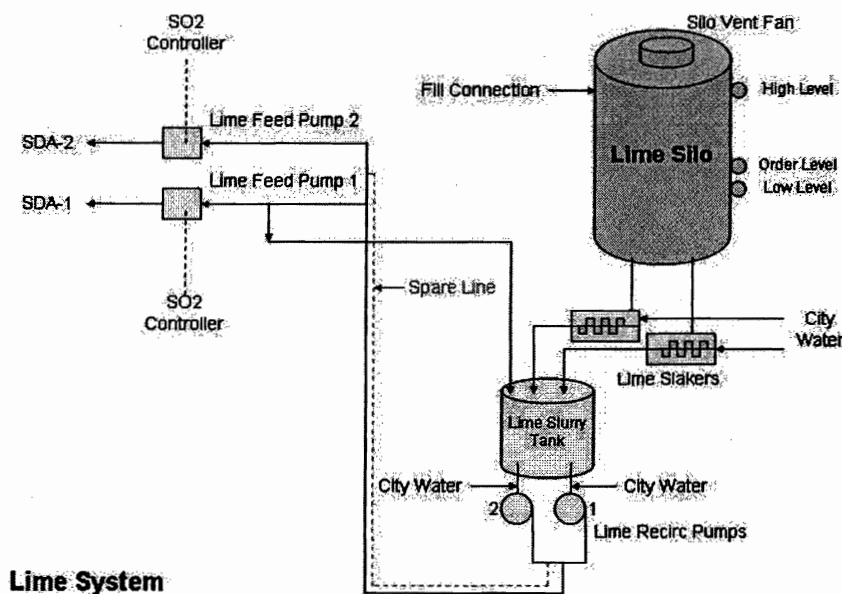 SO2
Controller
Silo Vent Fan
Fill Connection
High Level
Lime Feed Pump 2
SDA-2
Lime Silo
Order Level
Lime Feed Pump 1
Low Level
SDA-1
Spare Line
SO2
Controller
City
Water
Lime Slakers
Lime Slurry
Tank
City Water
City Water
2
1
Lime Recirc Pumps
Lime System